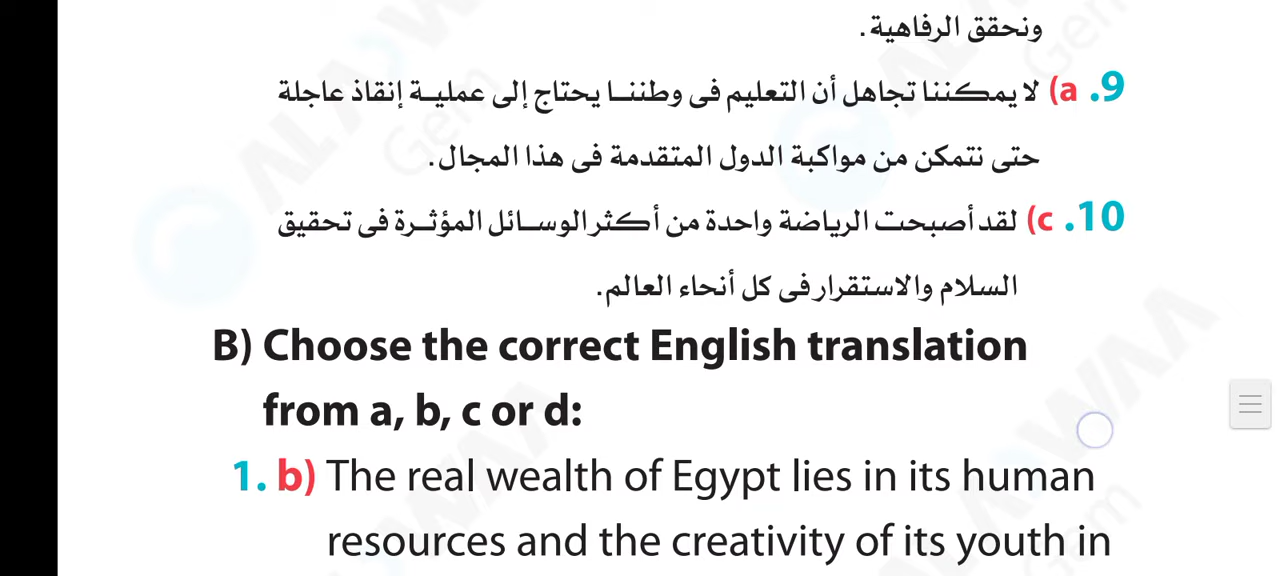 ونحقق الرفاهية.
9. a) لا يمكننا تجاهل أن التعليم فى وطننا يحتاج إلى عملية إنقاذ عاجلة
حتى نتمكن من مواكبة الدول المتقدمة فى هذا المجال.
10. c) لقد أصبحت الرياضة واحدة من أكثر الوسائل المؤثرة فى تحقيق
السلام والاستقرار فى كل أنحاء العالم.
B) Choose the correct English translation
from a, b, c or d:
1. b) The real wealth of Egypt lies in its human
resources and the creativity of its youth in